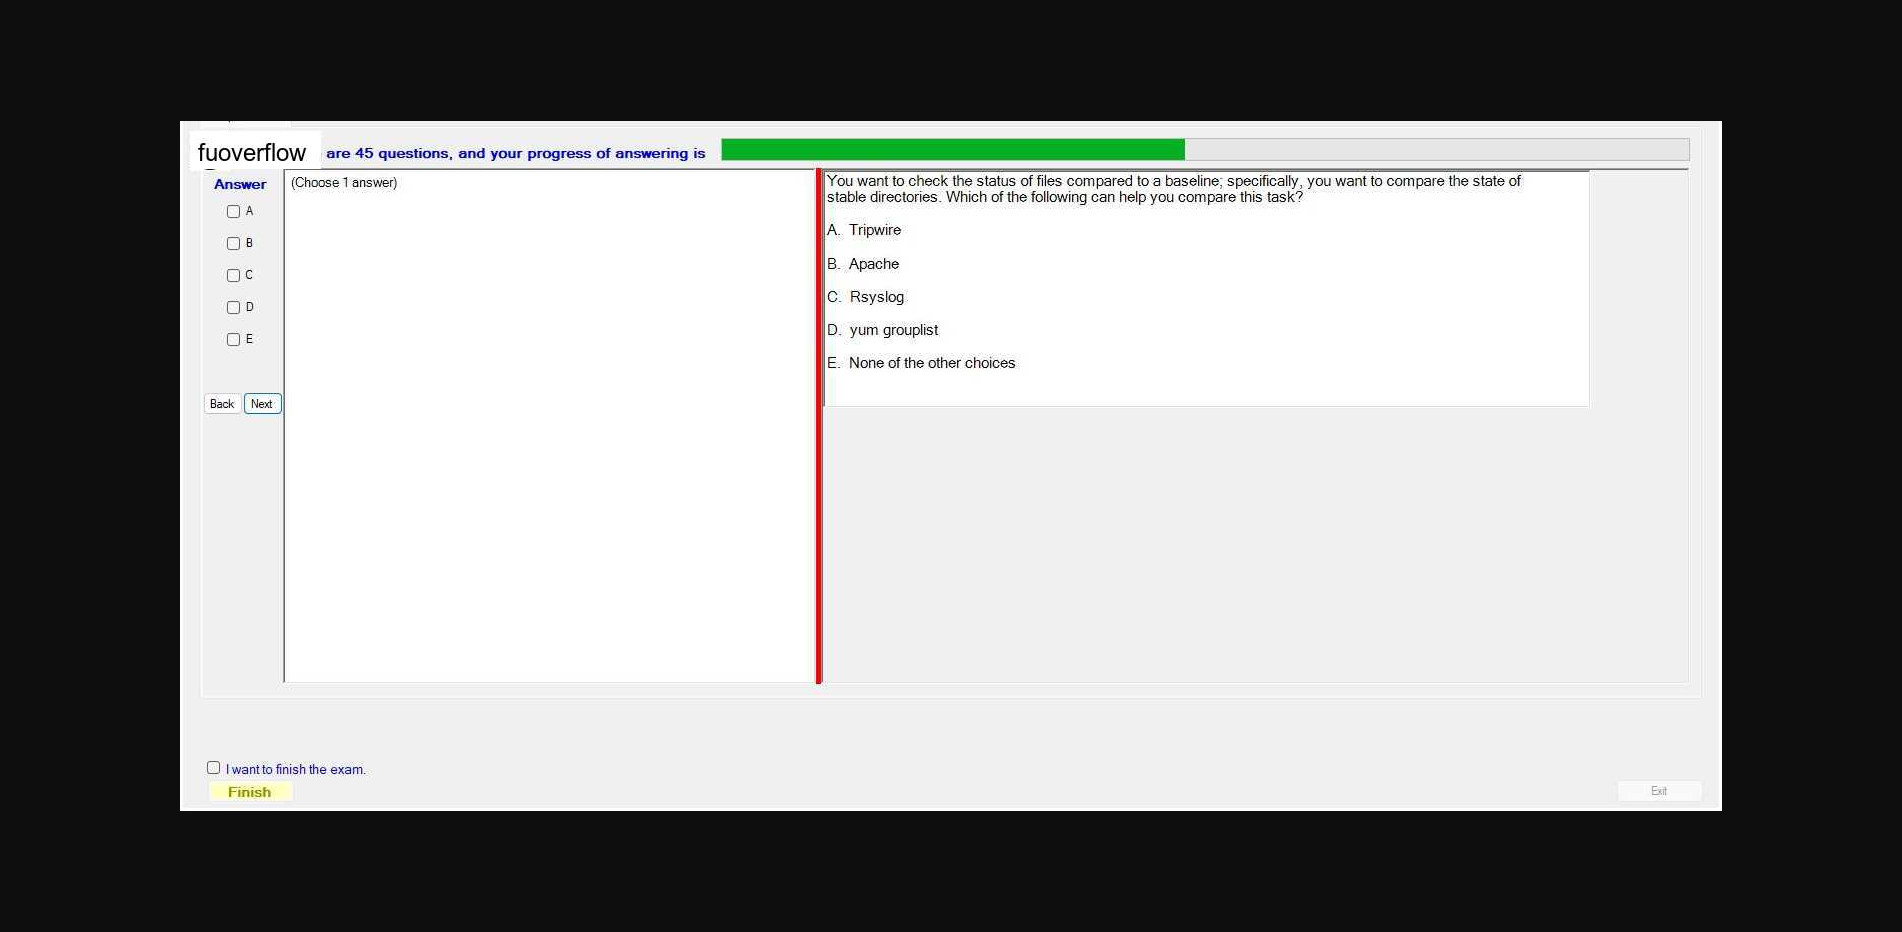 fuoverflow are 45 questions, and your progress of answering is
Answer
(Choose 1 answer)
A
B
C
D
E
Back Next
You want to check the status of files compared to a baseline; specifically, you want to compare the state of
stable directories. Which of the following can help you compare this task?
A. Tripwire
B. Apache
C. Rsyslog
D. yum grouplist
E. None of the other choices
I want to finish the exam.
Finish
Exit